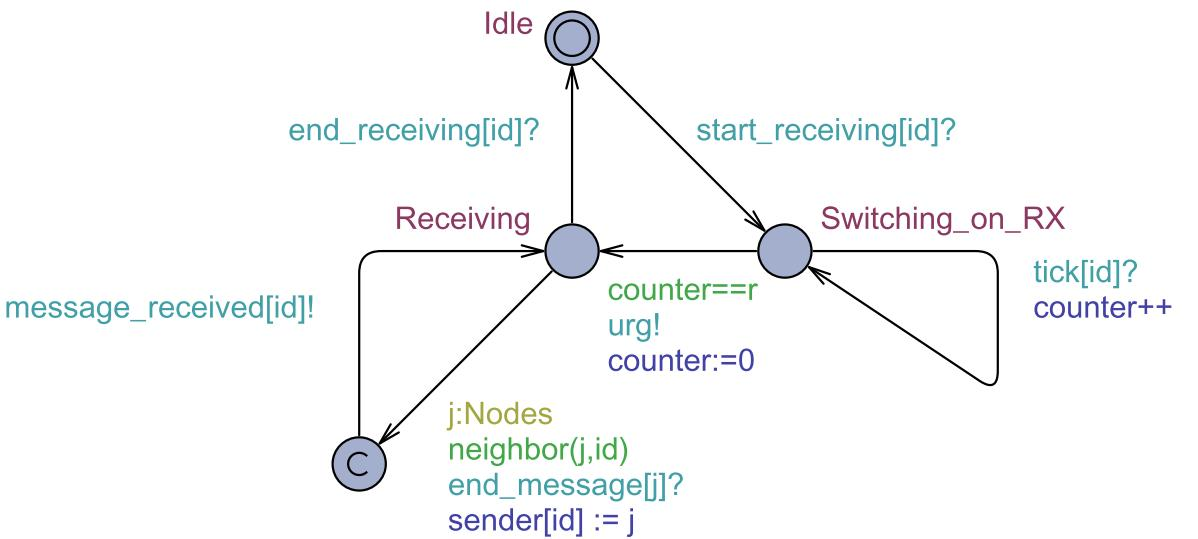 Idle
end_receiving[id]?
start_receiving[id]?
Receiving
Switching_on_RX
tick[id]?
counter++
message_received[id]!
counter==r
urg!
counter:=0
j:Nodes
neighbor(j,id)
end_message[j]?
sender[id] := j
C